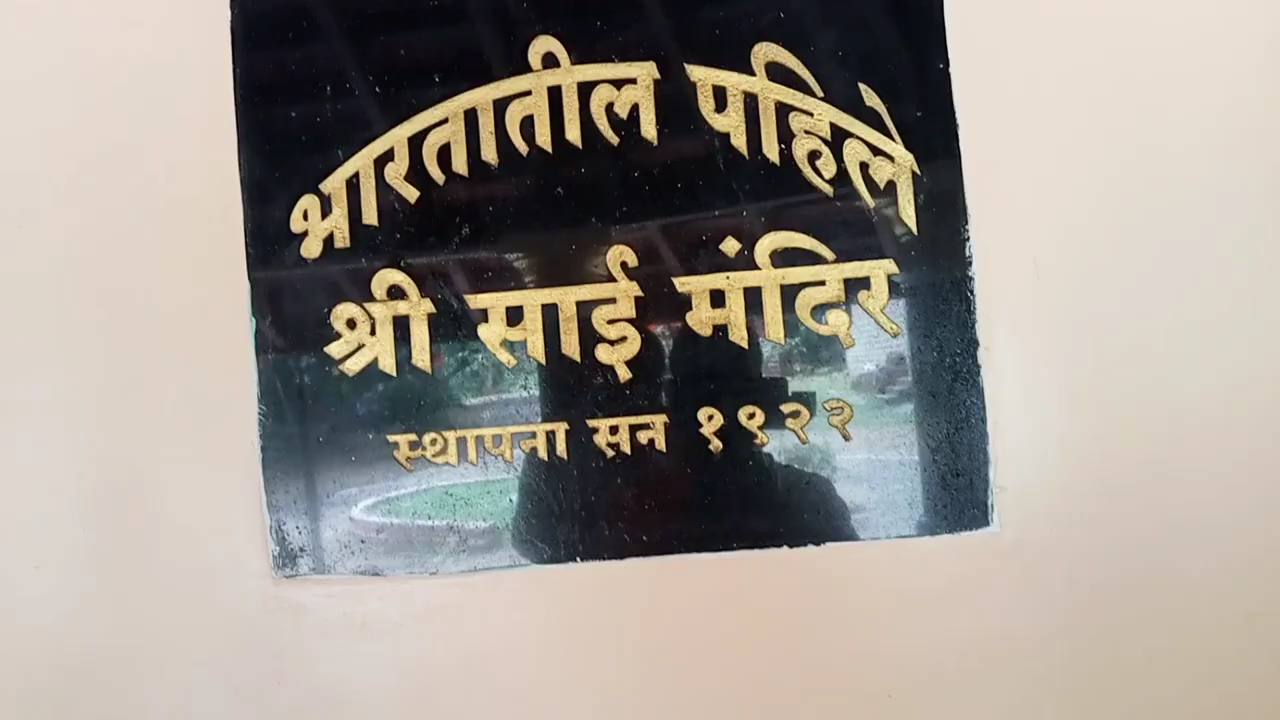 भारतातील पहिले
श्री साई मंदिर
स्थापना सन १९२२